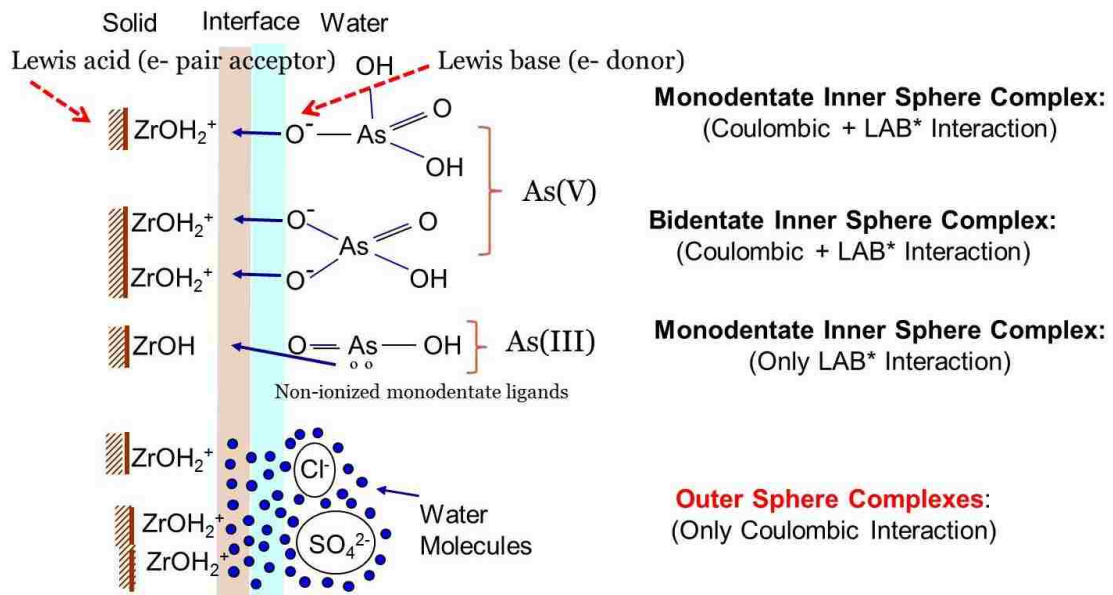 Solid Interface Water
Lewis acid (e- pair acceptor) Lewis base (e- donor)
OH
ZrOH₂⁺ O⁻ As O
OH
Monodentate Inner Sphere Complex:
(Coulombic + LAB* Interaction)
As(V)
ZrOH₂⁺ O⁻ O
As
ZrOH₂⁺ O⁻ OH
Bidentate Inner Sphere Complex:
(Coulombic + LAB* Interaction)
ZrOH O As OH As(III)
Non-ionized monodentate ligands
Monodentate Inner Sphere Complex:
(Only LAB* Interaction)
ZrOH₂⁺ Cl⁻
ZrOH₂⁺ SO₄²⁻
ZrOH₂⁺
Water
Molecules
Outer Sphere Complexes:
(Only Coulombic Interaction)